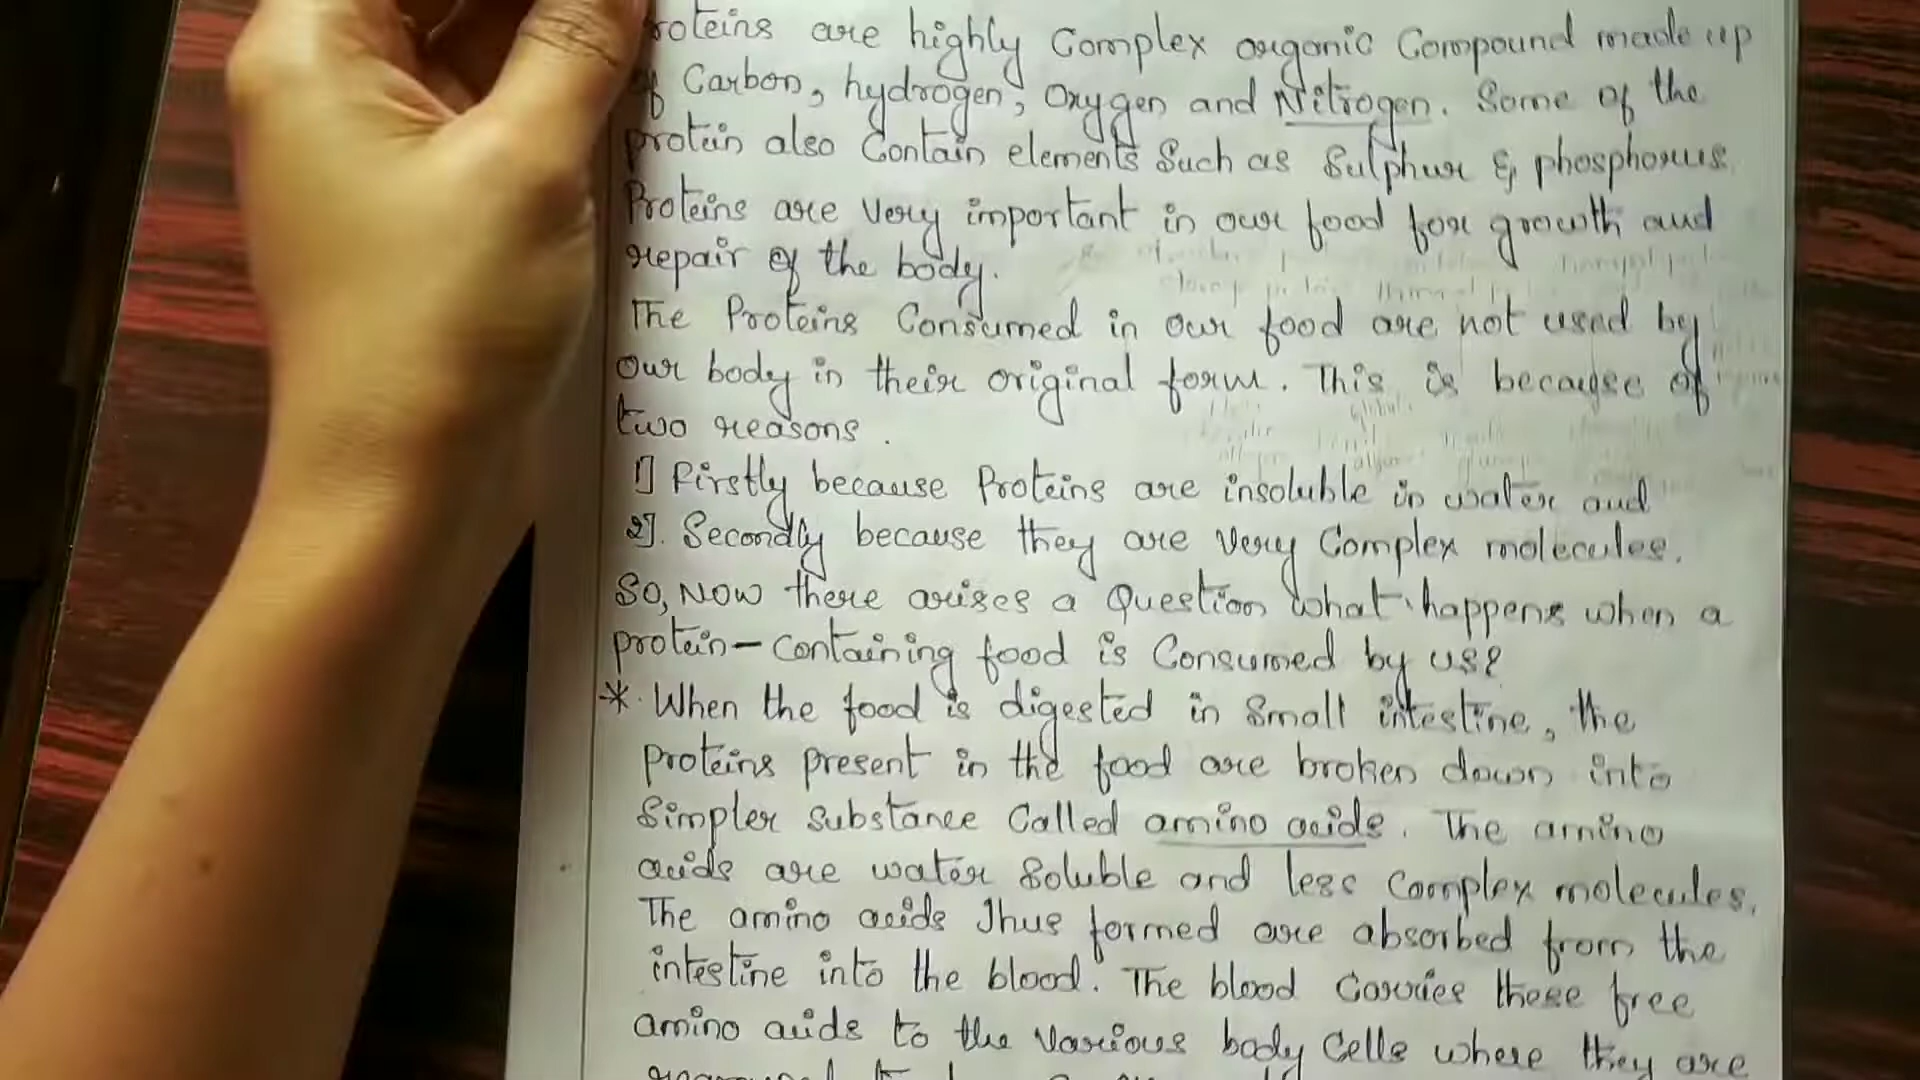 roteins are highly Complex organic Compound made up
of Carbon, hydrogen, Oxygen and Nitrogen. Some of the
protein also Contain elements Such as Sulphur & phosphorus.
Proteins are Very important in our food for growth and
repair of the body.
The Proteins Consumed in our food are not used by
our body in their original form. This is because of
two reasons.
1] Firstly because Proteins are insoluble in water and
2]. Secondly because they are Very Complex molecules.
So, Now there arises a Question what happens when a
protein-containing food is Consumed by us?
* When the food is digested in Small intestine, the
Proteins present in the food are broken down into
Simpler Substance Called amino acids. The amino
acids are water Soluble and less Complex molecules.
The amino acids Thus formed are absorbed from the
intestine into the blood. The blood Carries these free
amino acids to the Various body Cells where they are